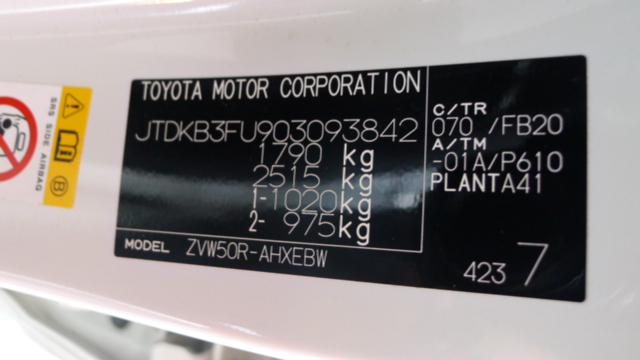 TOYOTA MOTOR CORPORATION
JTDKB3FU903093842
1790 kg
2515 kg
1-1020kg
2- 975kg
MODEL ZVW50R-AHXEBW
C/TR
070 /FB20
A/TM
-01A/P610
PLANTA41
423 7
SRS SIDE AIRBAG
B